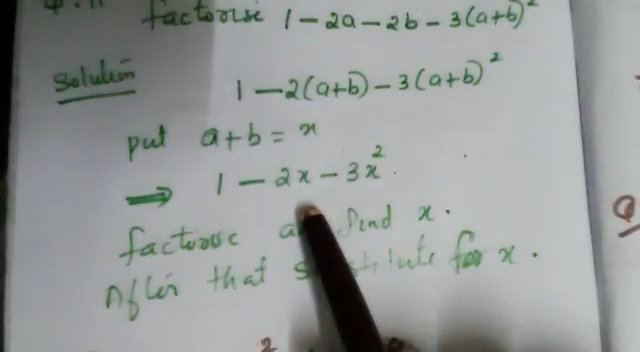 factorise 1 - 2a - 2b - 3(a+b)²
Solution
1 - 2(a+b) - 3(a+b)²
put a+b = x
⟹ 1 - 2x - 3x².
factorise find x.
After that for x.